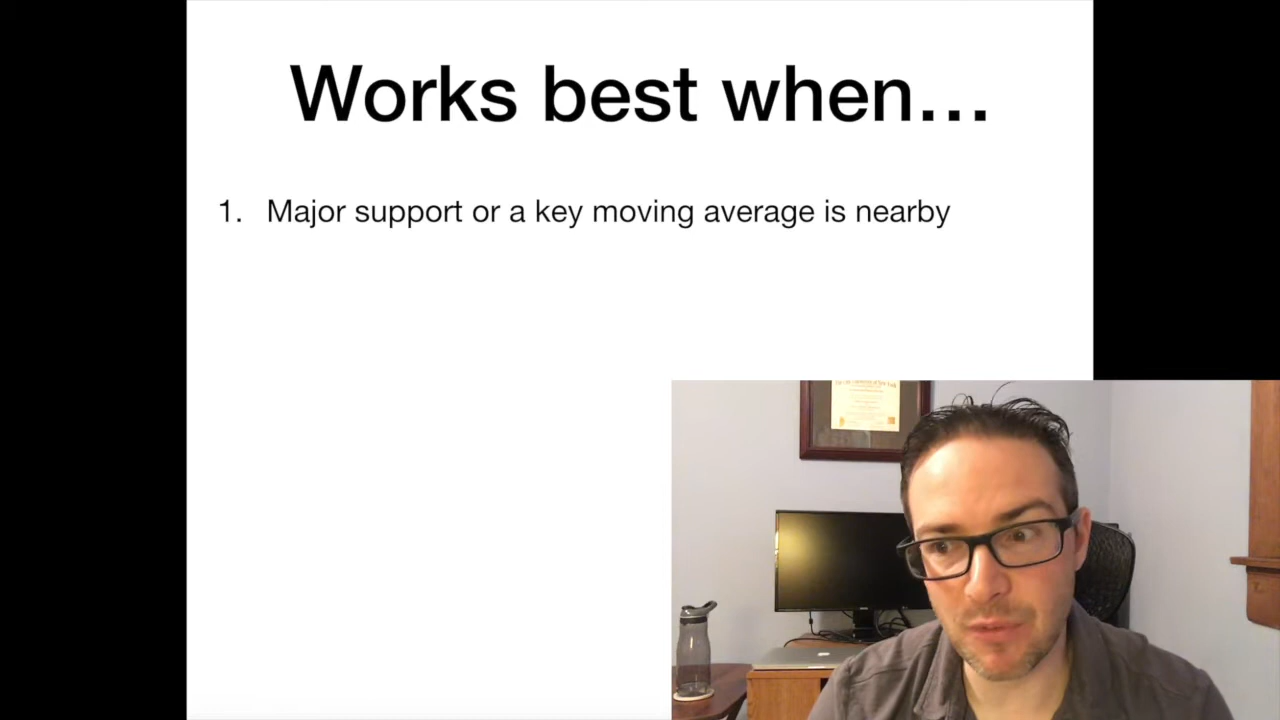 Works best when…
1. Major support or a key moving average is nearby